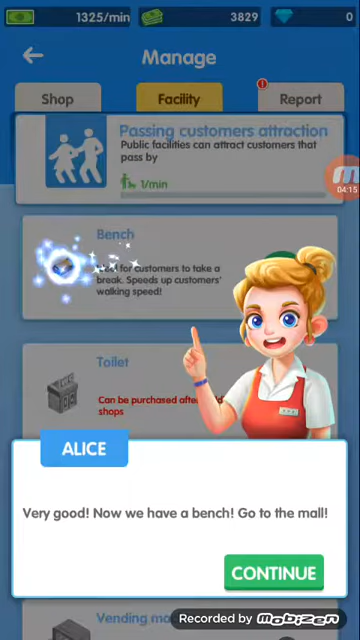 1325/min
3829
0
Manage
Shop
Facility
Report
!
Passing customers attraction
Public facilities can attract customers that
pass by
1/min
04:15
Bench
for customers to take a
break. Speeds up customers'
walking speed!
Toilet
Can be purchased
shops
ALICE
Very good! Now we have a bench! Go to the mall!
CONTINUE
Vending
Recorded by Mobizen